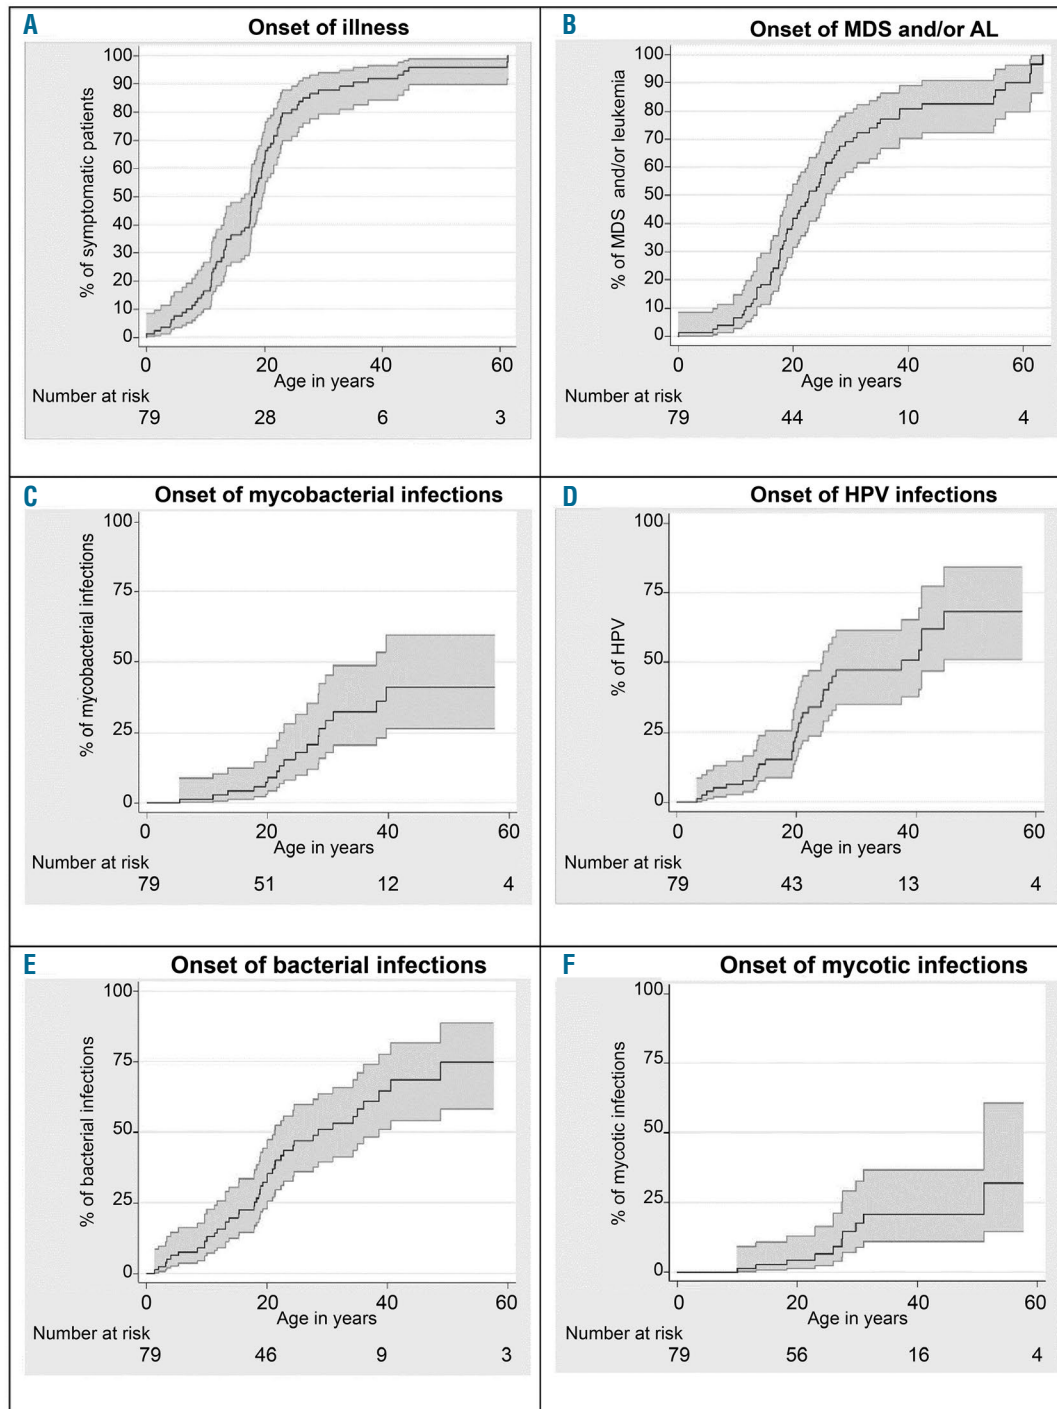 A
Onset of illness
% of symptomatic patients
100
90
80
70
60
50
40
30
20
10
0
0 20 40 60
Age in years
Number at risk
79 28 6 3
B
Onset of MDS and/or AL
% of MDS and/or leukemia
100
90
80
70
60
50
40
30
20
10
0
0 20 40 60
Age in years
Number at risk
79 44 10 4
C
Onset of mycobacterial infections
% of mycobacterial infections
100
75
50
25
0
0 20 40 60
Age in years
Number at risk
79 51 12 4
D
Onset of HPV infections
% of HPV
100
75
50
25
0
0 20 40 60
Age in years
Number at risk
79 43 13 4
E
Onset of bacterial infections
% of bacterial infections
100
75
50
25
0
0 20 40 60
Age in years
Number at risk
79 46 9 3
F
Onset of mycotic infections
% of mycotic infections
100
75
50
25
0
0 20 40 60
Age in years
Number at risk
79 56 16 4